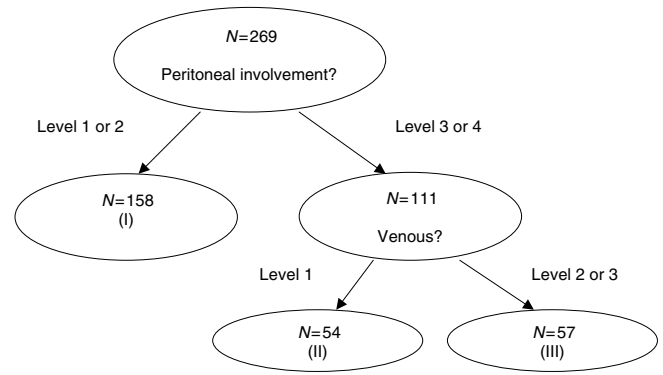 N=269
Peritoneal involvement?
Level 1 or 2
Level 3 or 4
N=158
(I)
N=111
Venous?
Level 1
Level 2 or 3
N=54
(II)
N=57
(III)